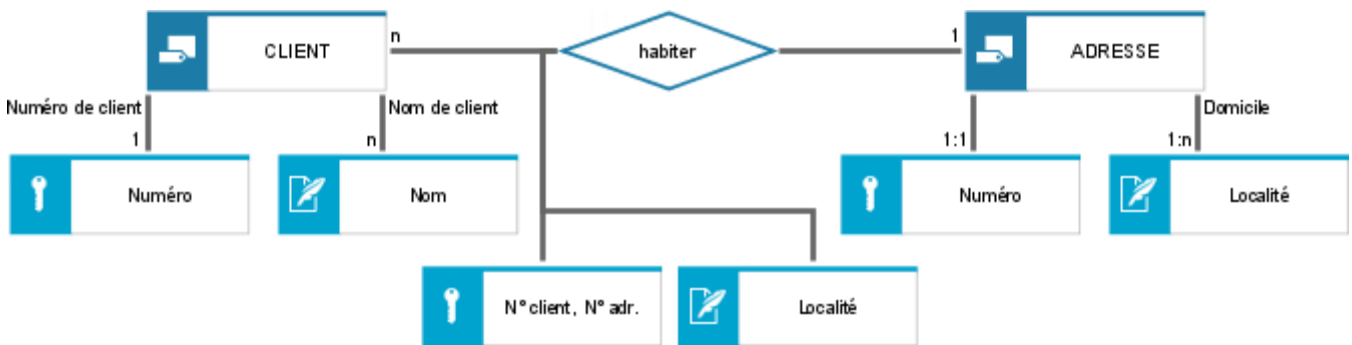 CLIENT
n
habiter
1
ADRESSE
Numéro de client
1
Nom de client
n
1:1
Domicile
1:n
Numéro
Nom
Numéro
Localité
N° client, N° adr.
Localité